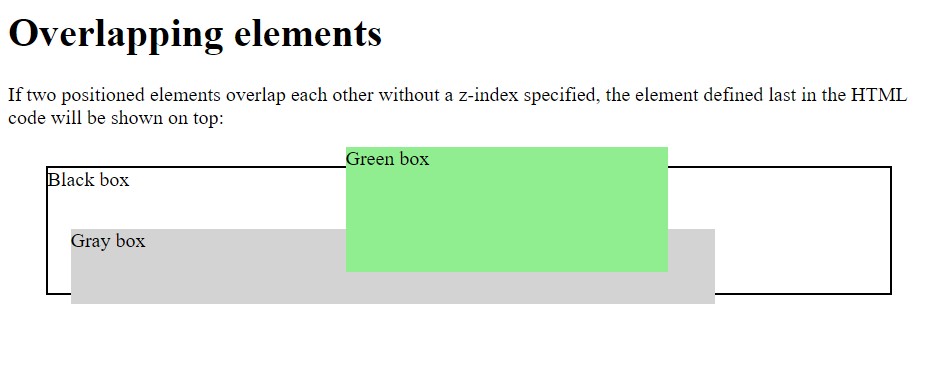 Overlapping elements
If two positioned elements overlap each other without a z-index specified, the element defined last in the HTML
code will be shown on top:
Green box
Black box
Gray box